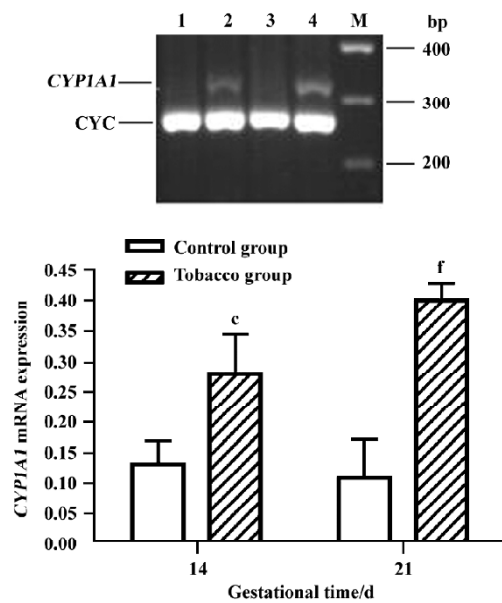 1 2 3 4 M bp
400
CYP1A1
300
CYC
200
Control group
Tobacco group
0.45
0.40
0.35
0.30
0.25
0.20
0.15
0.10
0.05
0.00
CYP1A1 mRNA expression
c
f
14 21
Gestational time/d